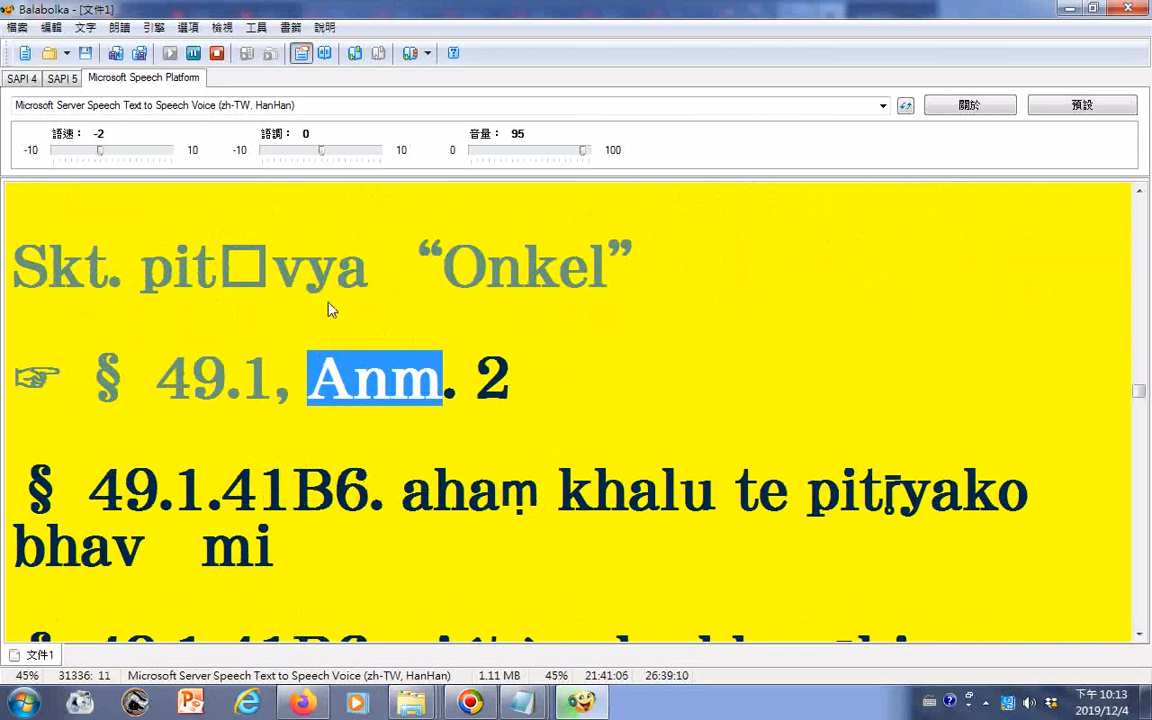 Balabolka - [文件1]
檔案 編輯 文字 朗讀 引擎 選項 檢視 工具 書籤 說明
SAPI 4 SAPI 5 Microsoft Speech Platform
Microsoft Server Speech Text to Speech Voice (zh-TW, HanHan) 關於 預設
語速： -2 語調： 0 音量： 95
-10 10 -10 10 0 100
Skt. pit□vya “Onkel”
☞ § 49.1, Anm. 2
§ 49.1.41B6. ahaṃ khalu te pitṝyako
bhav mi
文件1
45% 31336: 11 Microsoft Server Speech Text to Speech Voice (zh-TW, HanHan) 1.11 MB 45% 21:41:06 26:39:10
下午 10:13
2019/12/4